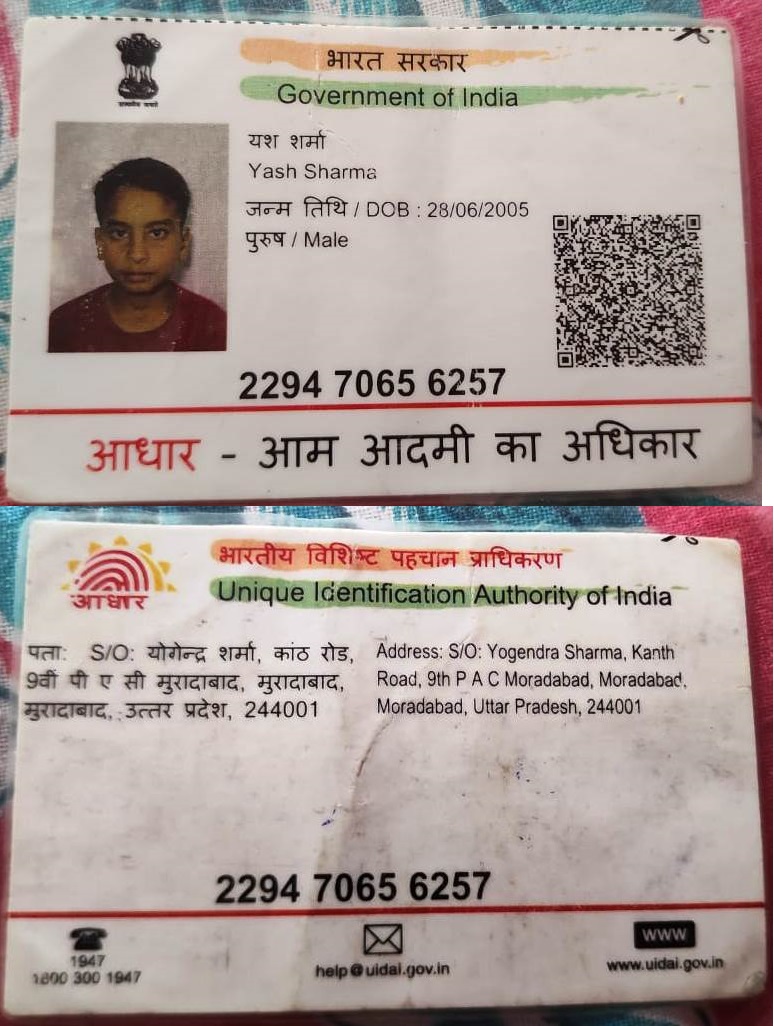 भारत सरकार
Government of India
यश शर्मा
Yash Sharma
जन्म तिथि / DOB : 28/06/2005
पुरुष / Male
2294 7065 6257
आधार - आम आदमी का अधिकार
भारतीय विशिष्ट पहचान प्राधिकरण
Unique Identification Authority of India
आधार
पता: S/O: योगेन्द्र शर्मा, कांठ रोड,
9वीं पी ए सी मुरादाबाद, मुरादाबाद,
मुरादाबाद, उत्तर प्रदेश, 244001
Address: S/O: Yogendra Sharma, Kanth
Road, 9th P A C Moradabad, Moradabad,
Moradabad, Uttar Pradesh, 244001
2294 7065 6257
1947
1800 300 1947
help@uidai.gov.in
www
www.uidai.gov.in